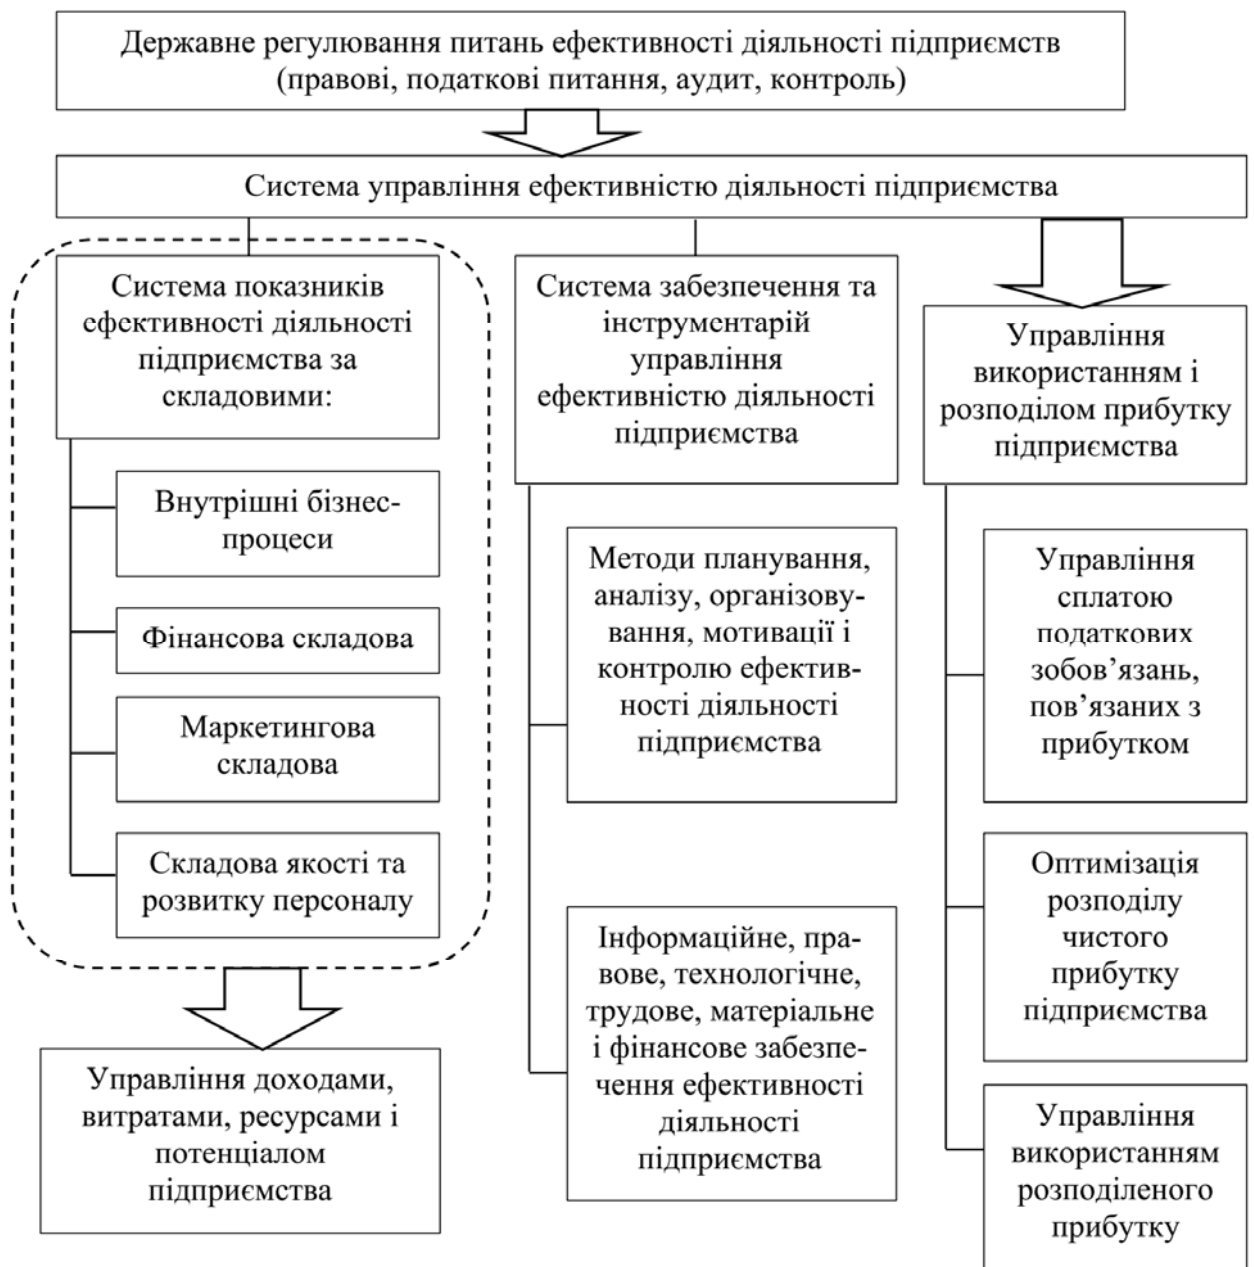 Державне регулювання питань ефективності діяльності підприємств
(правові, податкові питання, аудит, контроль)
Система управління ефективністю діяльності підприємства
Система показників
ефективності діяльності
підприємства за
складовими:
Внутрішні бізнес-
процеси
Фінансова складова
Маркетингова
складова
Складова якості та
розвитку персоналу
Управління доходами,
витратами, ресурсами і
потенціалом
підприємства
Система забезпечення та
інструментарій
управління
ефективністю діяльності
підприємства
Методи планування,
аналізу, організову-
вання, мотивації і
контролю ефектив-
ності діяльності
підприємства
Інформаційне, пра-
вове, технологічне,
трудове, матеріальне
і фінансове забезпе-
чення ефективності
діяльності
підприємства
Управління
використанням і
розподілом прибутку
підприємства
Управління
сплатою
податкових
зобов’язань,
пов’язаних з
прибутком
Оптимізація
розподілу
чистого
прибутку
підприємства
Управління
використанням
розподіленого
прибутку